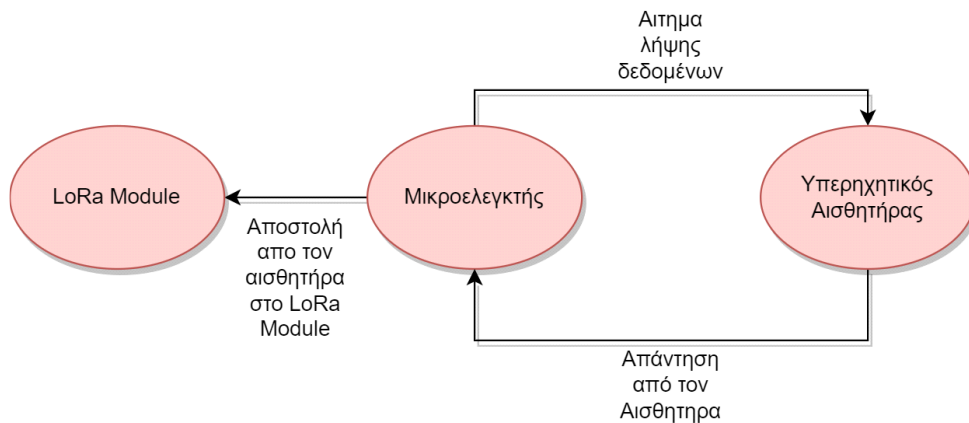 Αιτημα
λήψης
δεδομένων
LoRa Module
Μικροελεγκτής
Υπερηχητικός
Αισθητήρας
Αποστολή
απο τον
αισθητήρα
στο LoRa
Module
Απάντηση
από τον
Αισθητηρα